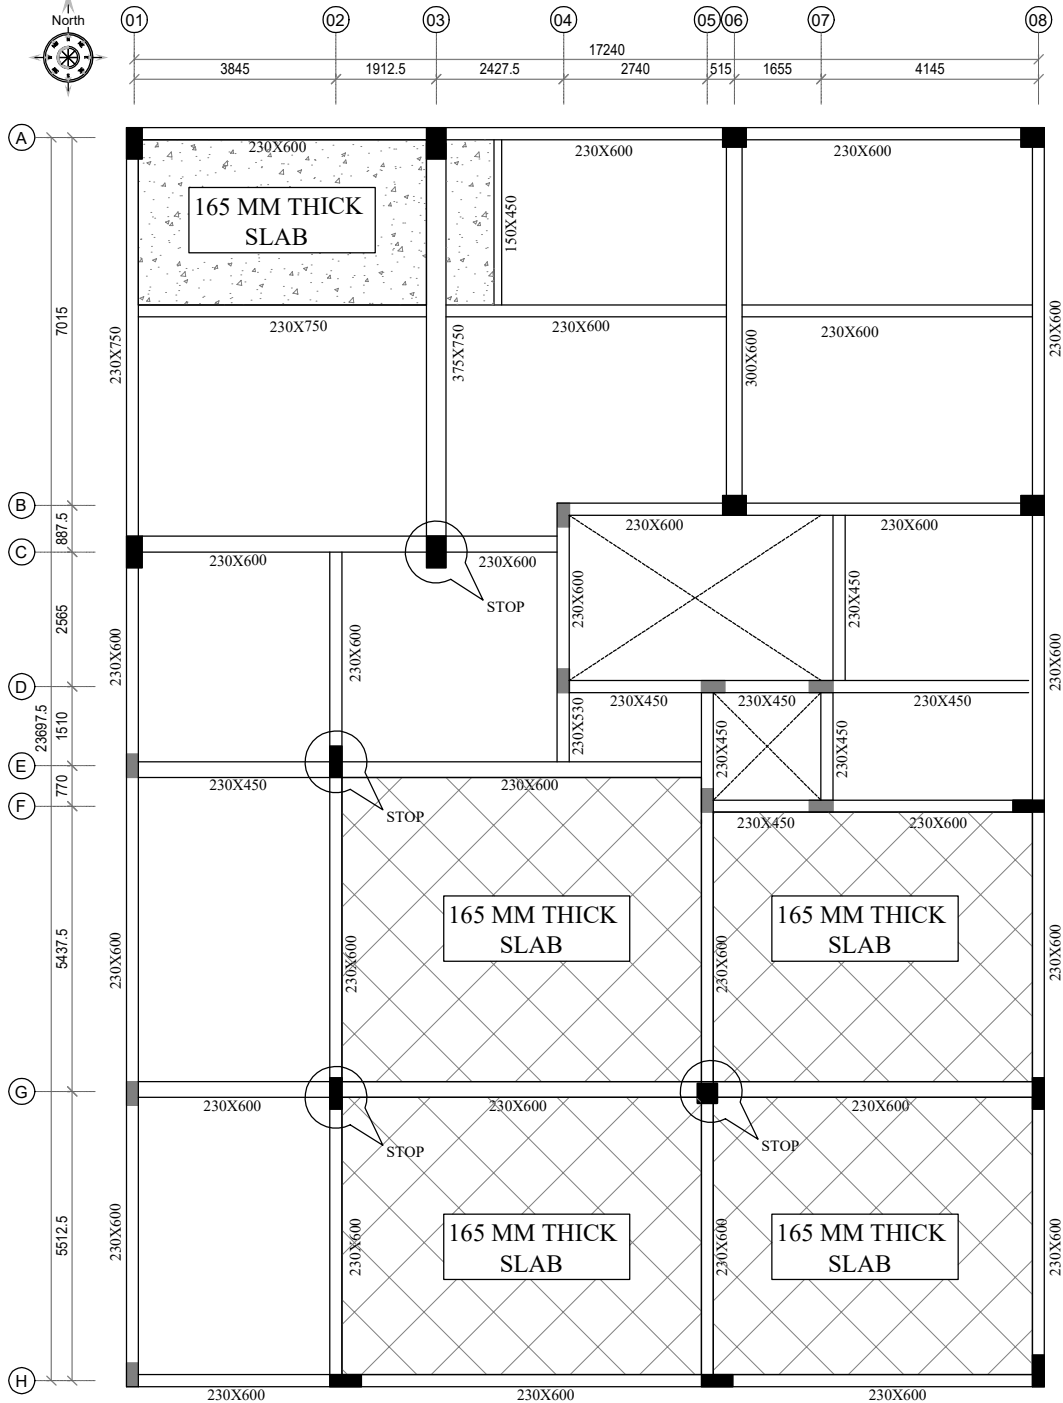 North
01
02
03
04
05
06
07
08
17240
3845
1912.5
2427.5
2740
515
1655
4145
A
230X600
230X600
230X600
165 MM THICK
SLAB
150X450
7015
230X750
230X750
375X750
230X600
300X600
230X600
230X600
B
887.5
C
230X600
230X600
230X600
230X600
STOP
2565
230X600
230X600
230X600
230X450
230X600
D
23697.5
1510
230X450
230X450
230X450
230X530
230X450
230X450
E
770
230X450
230X600
F
STOP
230X450
230X600
165 MM THICK
SLAB
165 MM THICK
SLAB
5437.5
230X600
230X600
230X600
230X600
G
230X600
230X600
230X600
STOP
STOP
5512.5
230X600
230X600
230X600
230X600
165 MM THICK
SLAB
165 MM THICK
SLAB
H
230X600
230X600
230X600